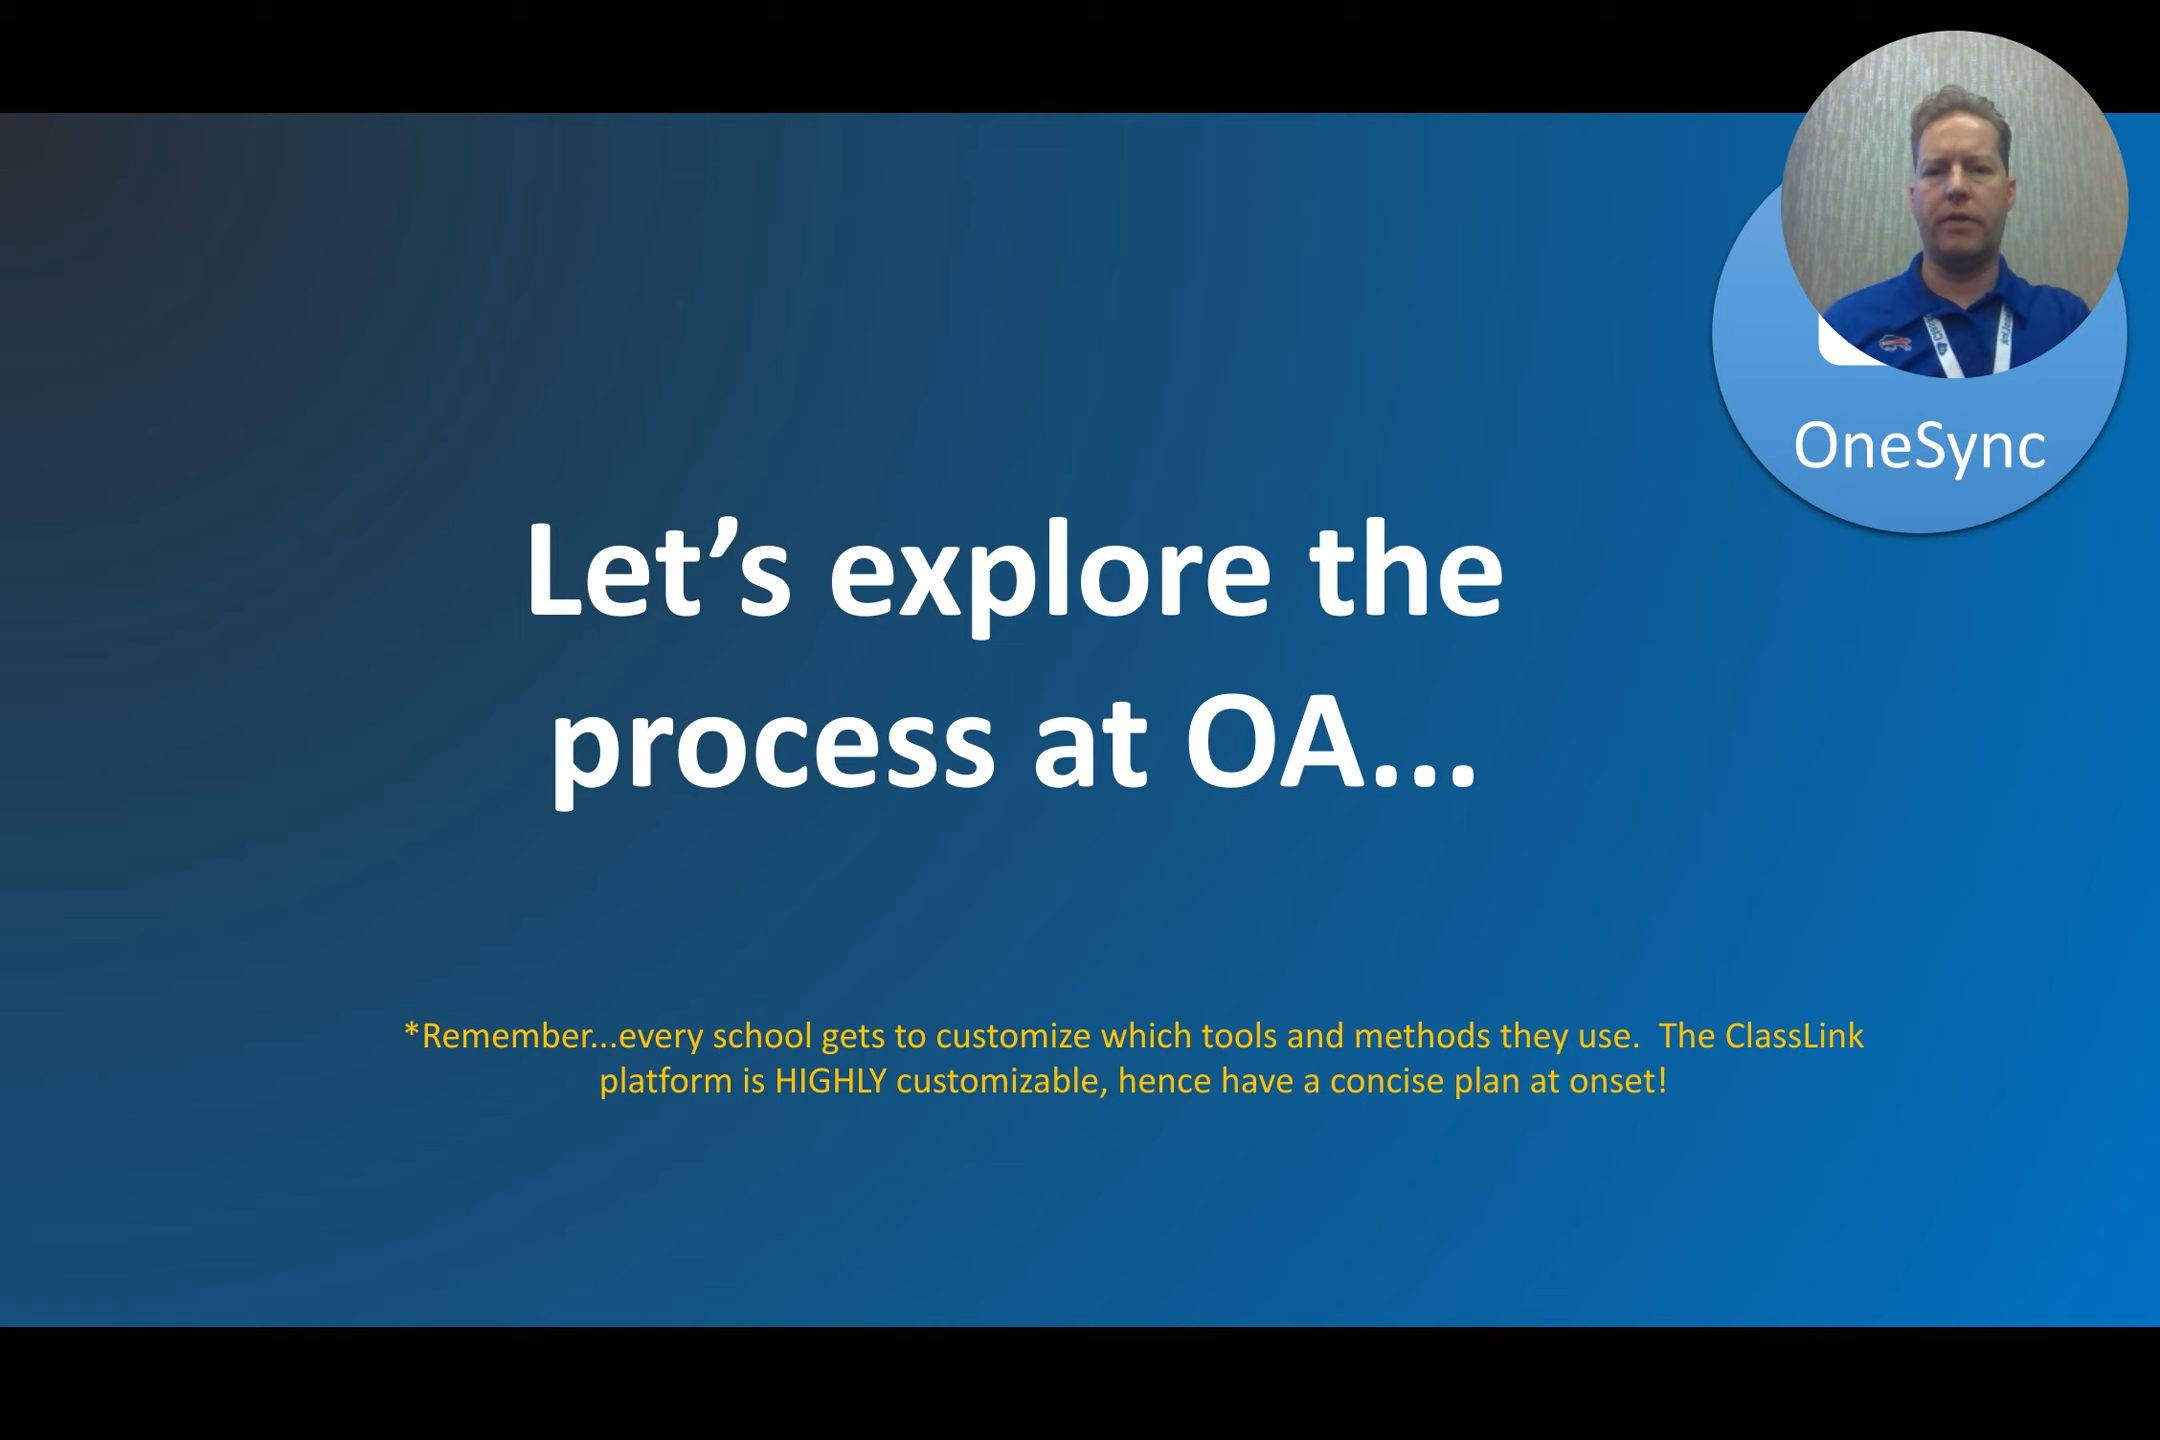 OneSync
Let’s explore the
process at OA...
*Remember...every school gets to customize which tools and methods they use.  The ClassLink
platform is HIGHLY customizable, hence have a concise plan at onset!